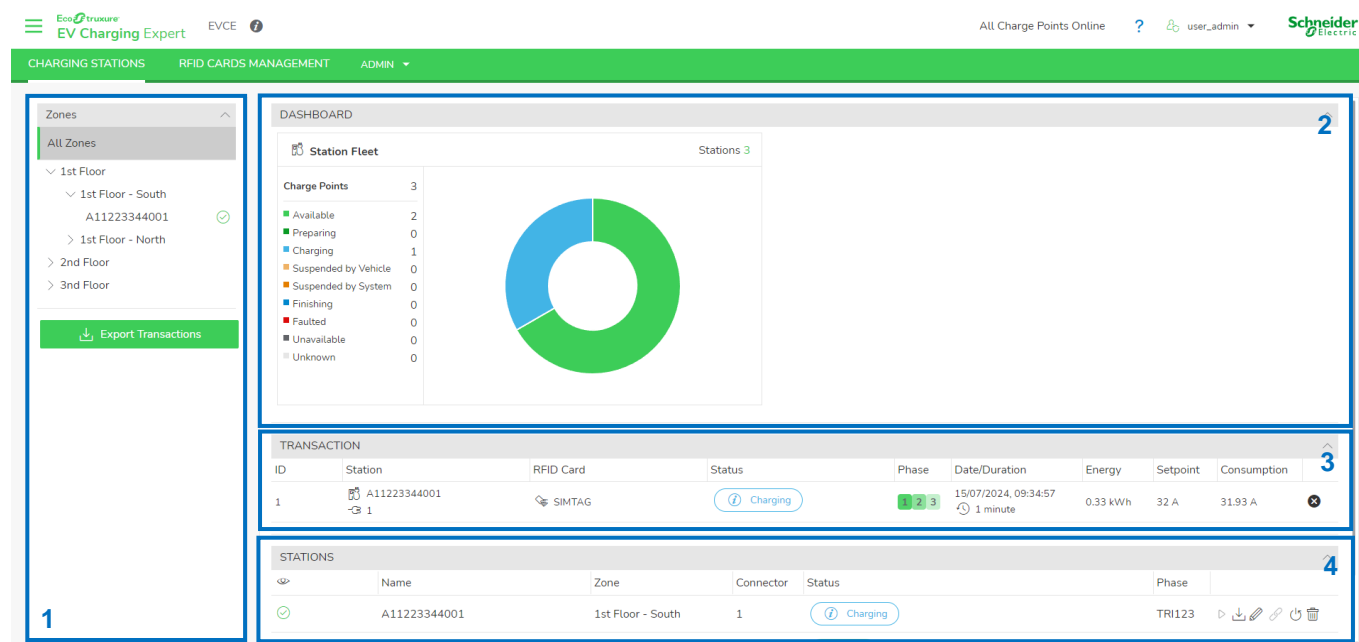 EcoStruxure
EV Charging Expert
EVCE
All Charge Points Online
?
user_admin
Schneider
Electric
CHARGING STATIONS
RFID CARDS MANAGEMENT
ADMIN
Zones
All Zones
1st Floor
1st Floor - South
A11223344001
1st Floor - North
2nd Floor
3rd Floor
Export Transactions
1
DASHBOARD
2
Station Fleet
Stations 3
Charge Points 3
Available 2
Preparing 0
Charging 1
Suspended by Vehicle 0
Suspended by System 0
Finishing 0
Faulted 0
Unavailable 0
Unknown 0
TRANSACTION
3
ID Station RFID Card Status Phase Date/Duration Energy Setpoint Consumption
1 A11223344001 SIMTAG Charging 1 2 3 15/07/2024, 09:34:57 0.33 kWh 32 A 31.93 A
1 1 minute
STATIONS
4
Name Zone Connector Status Phase
A11223344001 1st Floor - South 1 Charging TRI123